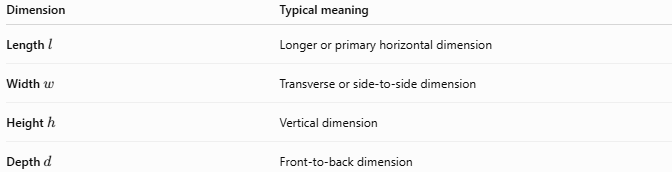 Dimension Typical meaning
Length l Longer or primary horizontal dimension
Width w Transverse or side-to-side dimension
Height h Vertical dimension
Depth d Front-to-back dimension